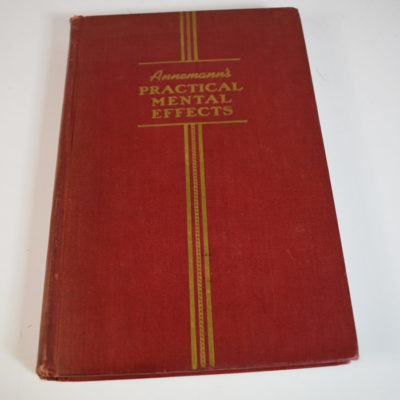 Annemann's
PRACTICAL
MENTAL
EFFECTS